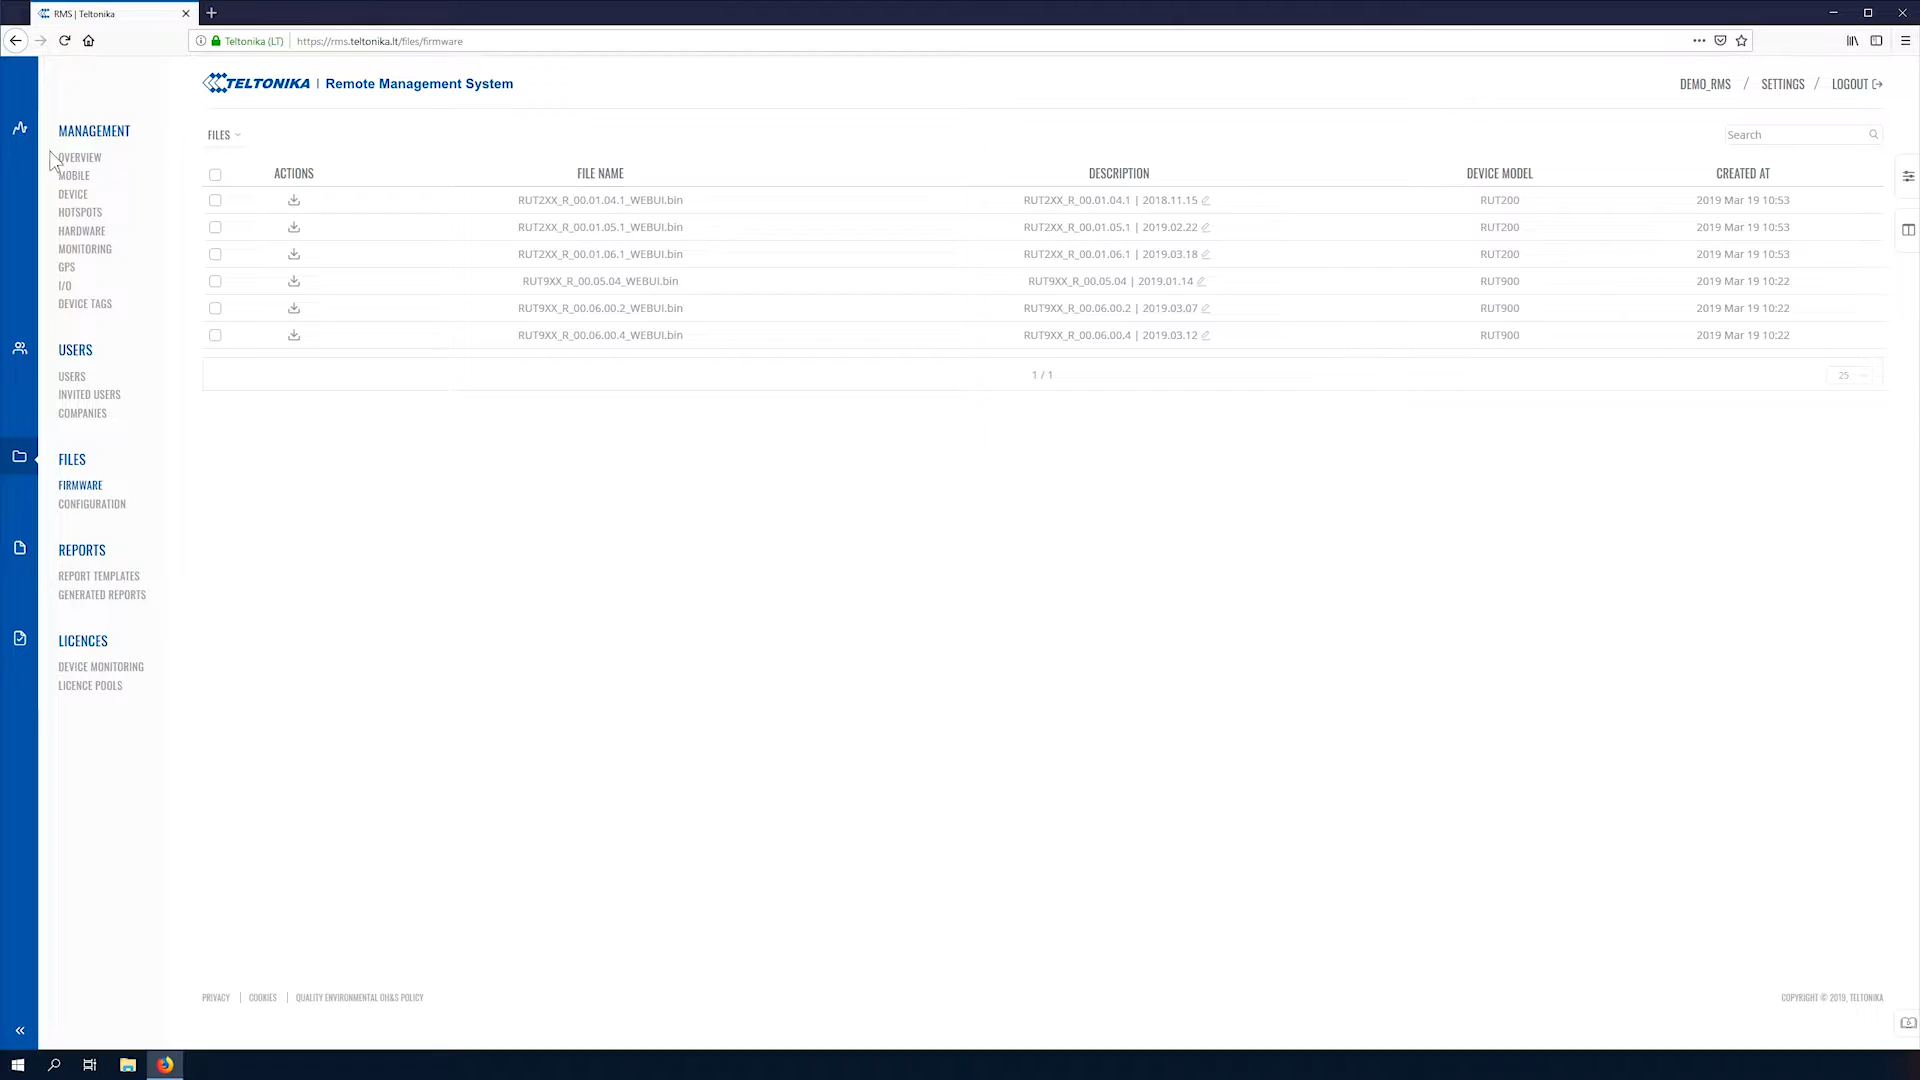 RMS | Teltonika
Teltonika (LT)
https://rms.teltonika.lt/files/firmware
TELTONIKA | Remote Management System
DEMO_RMS / SETTINGS / LOGOUT
MANAGEMENT
OVERVIEW
MOBILE
DEVICE
HOTSPOTS
HARDWARE
MONITORING
GPS
I/O
DEVICE TAGS
USERS
USERS
INVITED USERS
COMPANIES
FILES
FIRMWARE
CONFIGURATION
REPORTS
REPORT TEMPLATES
GENERATED REPORTS
LICENCES
DEVICE MONITORING
LICENCE POOLS
FILES
Search
ACTIONS FILE NAME DESCRIPTION DEVICE MODEL CREATED AT
RUT2XX_R_00.01.04.1_WEBUI.bin RUT2XX_R_00.01.04.1 | 2018.11.15 RUT200 2019 Mar 19 10:53
RUT2XX_R_00.01.05.1_WEBUI.bin RUT2XX_R_00.01.05.1 | 2019.02.22 RUT200 2019 Mar 19 10:53
RUT2XX_R_00.01.06.1_WEBUI.bin RUT2XX_R_00.01.06.1 | 2019.03.18 RUT200 2019 Mar 19 10:53
RUT9XX_R_00.05.04_WEBUI.bin RUT9XX_R_00.05.04 | 2019.01.14 RUT900 2019 Mar 19 10:22
RUT9XX_R_00.06.00.2_WEBUI.bin RUT9XX_R_00.06.00.2 | 2019.03.07 RUT900 2019 Mar 19 10:22
RUT9XX_R_00.06.00.4_WEBUI.bin RUT9XX_R_00.06.00.4 | 2019.03.12 RUT900 2019 Mar 19 10:22
1 / 1
25
PRIVACY | COOKIES | QUALITY ENVIRONMENTAL OH&S POLICY
COPYRIGHT © 2019, TELTONIKA